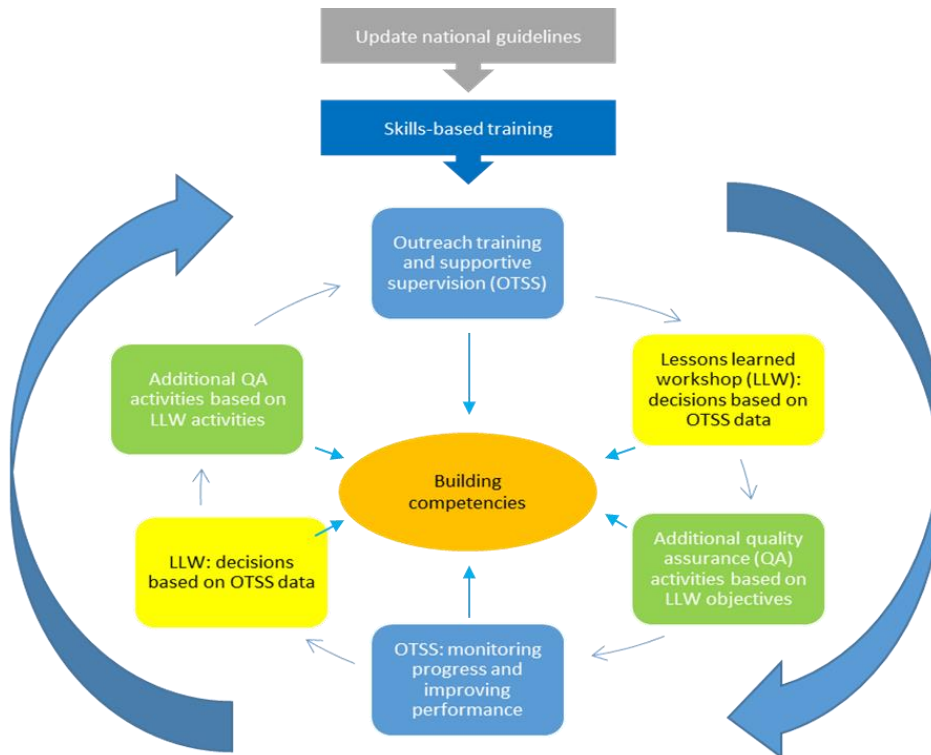 Update national guidelines
Skills-based training
Outreach training
and supportive
supervision (OTSS)
Lessons learned
workshop (LLW):
decisions based on
OTSS data
Additional quality
assurance (QA)
activities based on
LLW objectives
OTSS: monitoring
progress and
improving
performance
LLW: decisions
based on OTSS data
Additional QA
activities based on
LLW activities
Building
competencies